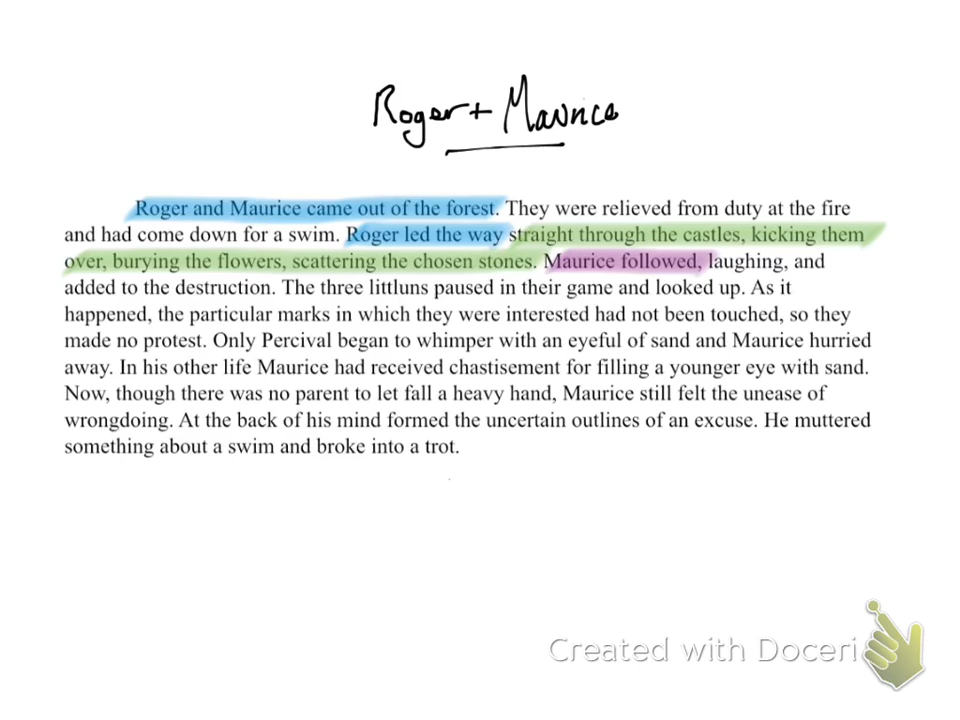 Roger + Maurice
Roger and Maurice came out of the forest. They were relieved from duty at the fire
and had come down for a swim. Roger led the way straight through the castles, kicking them
over, burying the flowers, scattering the chosen stones. Maurice followed, laughing, and
added to the destruction. The three littluns paused in their game and looked up. As it
happened, the particular marks in which they were interested had not been touched, so they
made no protest. Only Percival began to whimper with an eyeful of sand and Maurice hurried
away. In his other life Maurice had received chastisement for filling a younger eye with sand.
Now, though there was no parent to let fall a heavy hand, Maurice still felt the unease of
wrongdoing. At the back of his mind formed the uncertain outlines of an excuse. He muttered
something about a swim and broke into a trot.
Created with Doceri